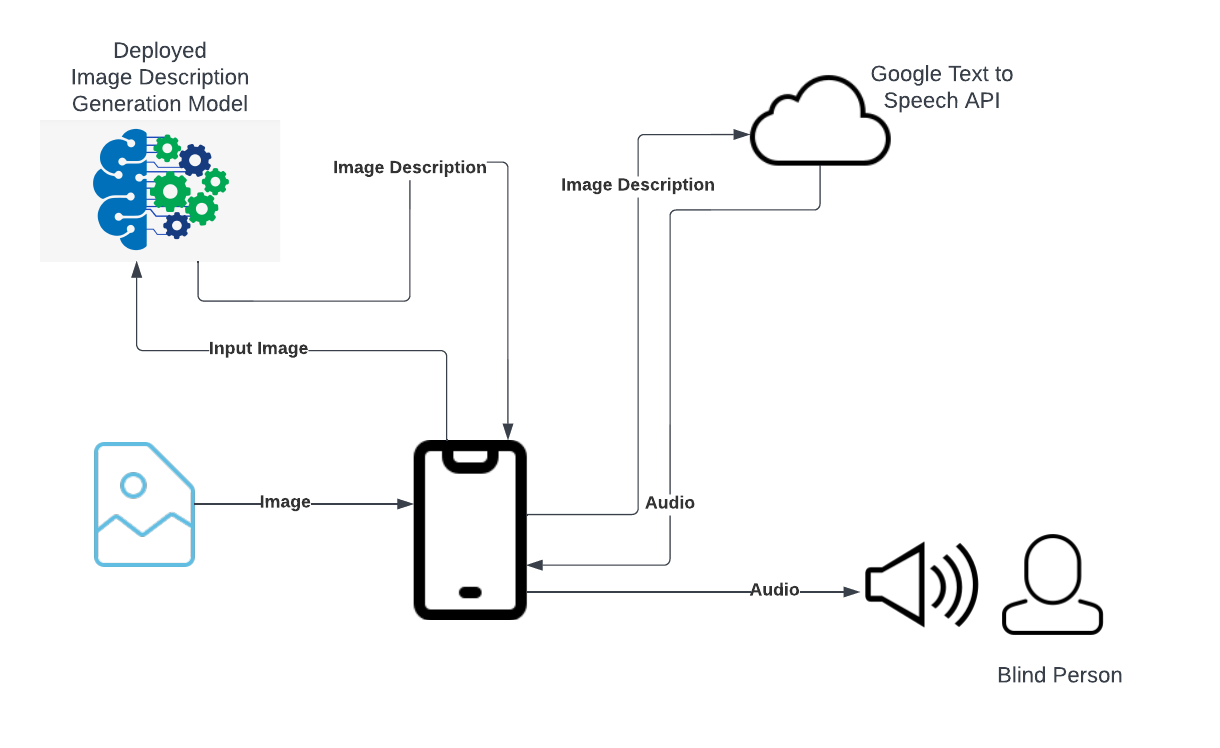 Deployed
Image Description
Generation Model
Google Text to
Speech API
Image Description
Image Description
Input Image
Image
Audio
Audio
Blind Person